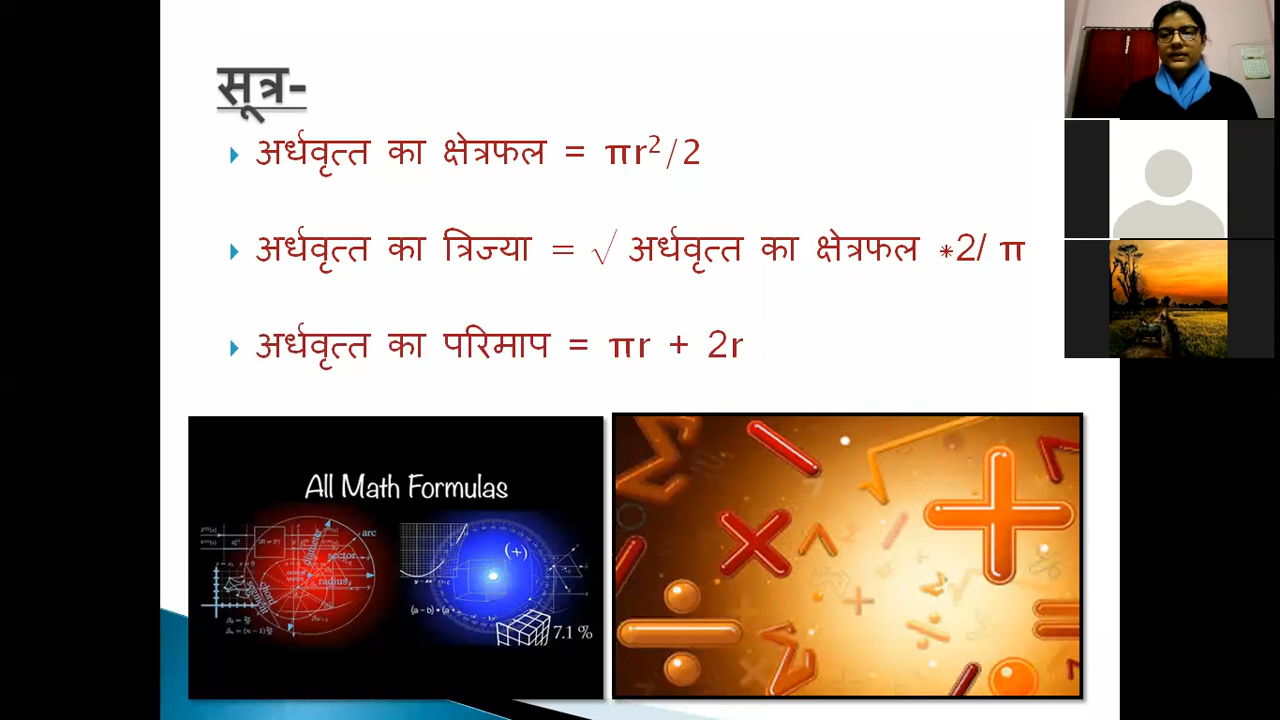 सूत्र-
अर्धवृत्त का क्षेत्रफल = πr²/2
अर्धवृत्त का त्रिज्या = √ अर्धवृत्त का क्षेत्रफल *2/ π
अर्धवृत्त का परिमाप = πr + 2r
All Math Formulas
arc
sector
radius
(+)
7.1 %